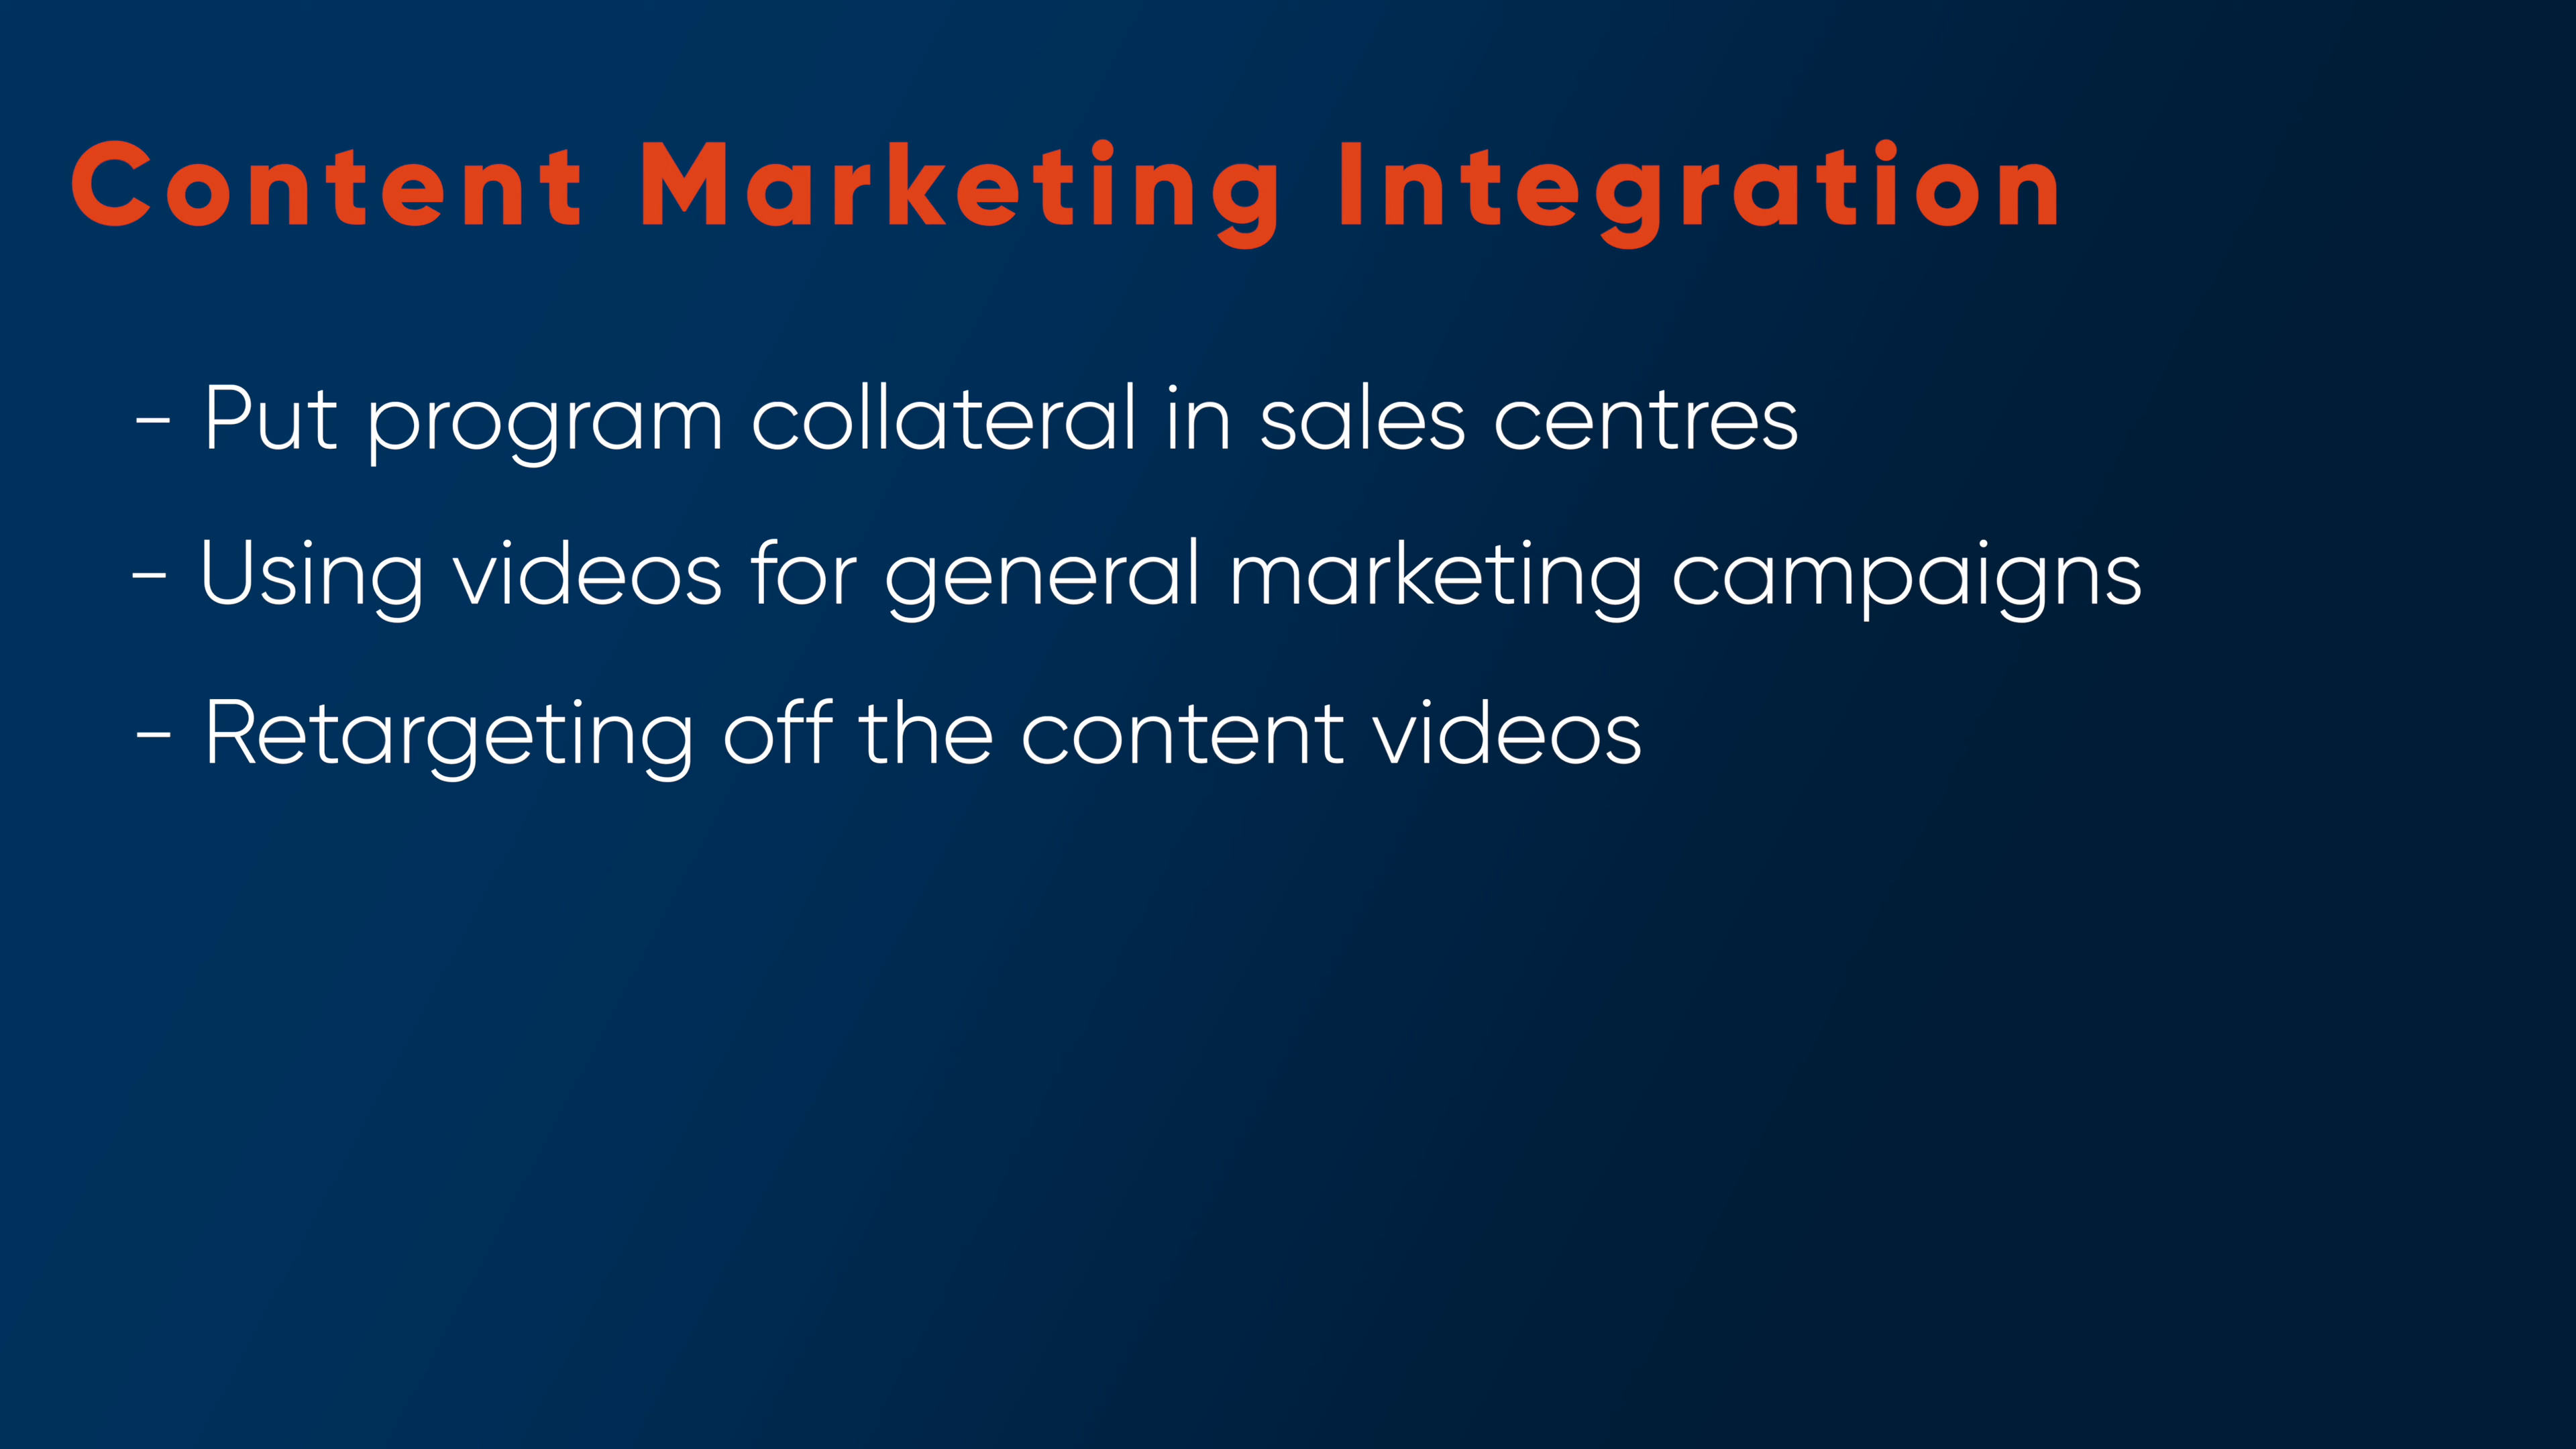 Content Marketing Integration
- Put program collateral in sales centres
- Using videos for general marketing campaigns
- Retargeting off the content videos